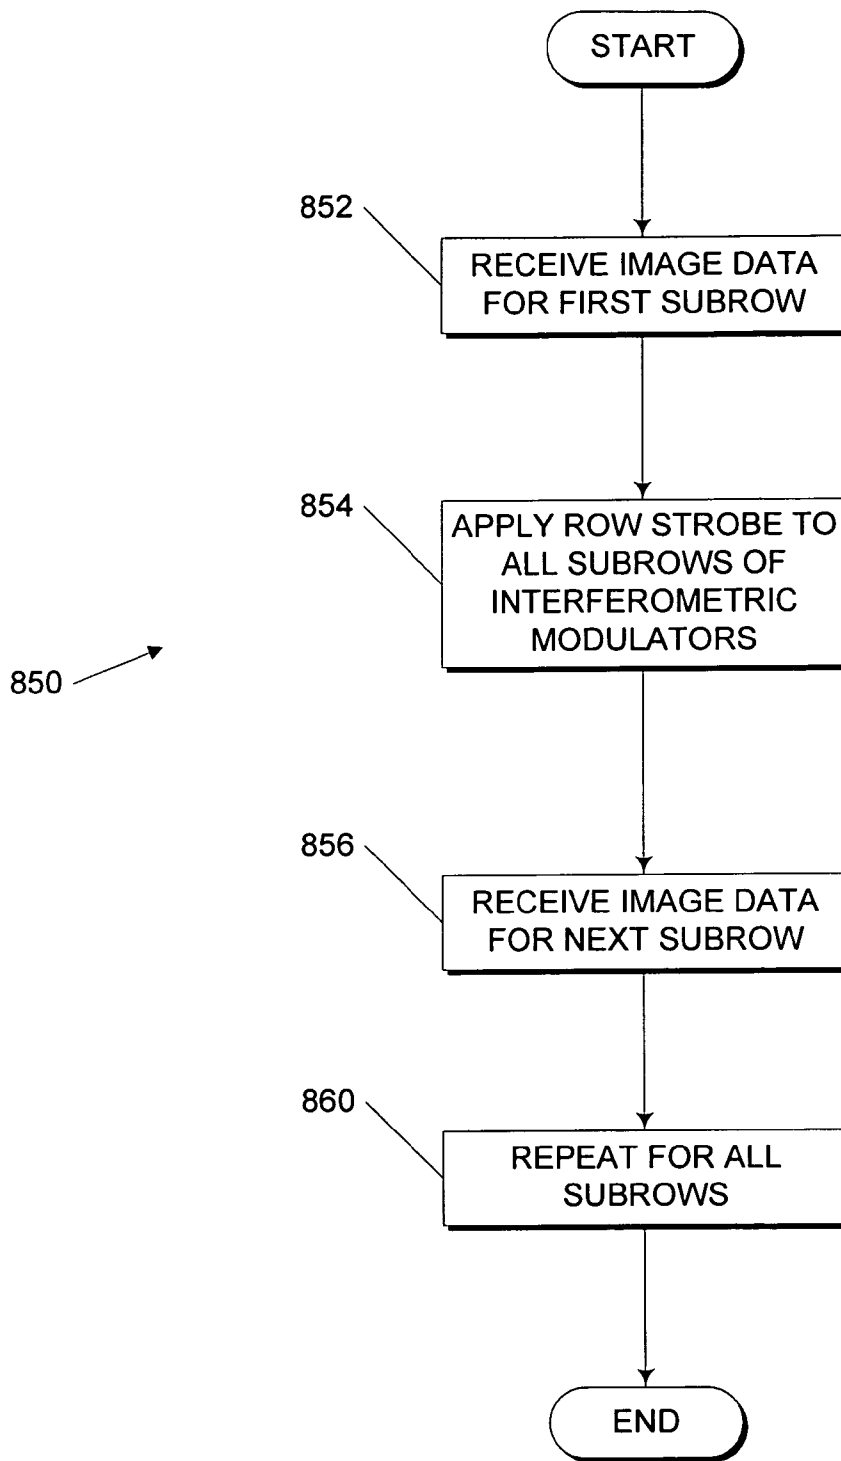 START
852
RECEIVE IMAGE DATA
FOR FIRST SUBROW
854
APPLY ROW STROBE TO
ALL SUBROWS OF
INTERFEROMETRIC
MODULATORS
850
856
RECEIVE IMAGE DATA
FOR NEXT SUBROW
860
REPEAT FOR ALL
SUBROWS
END